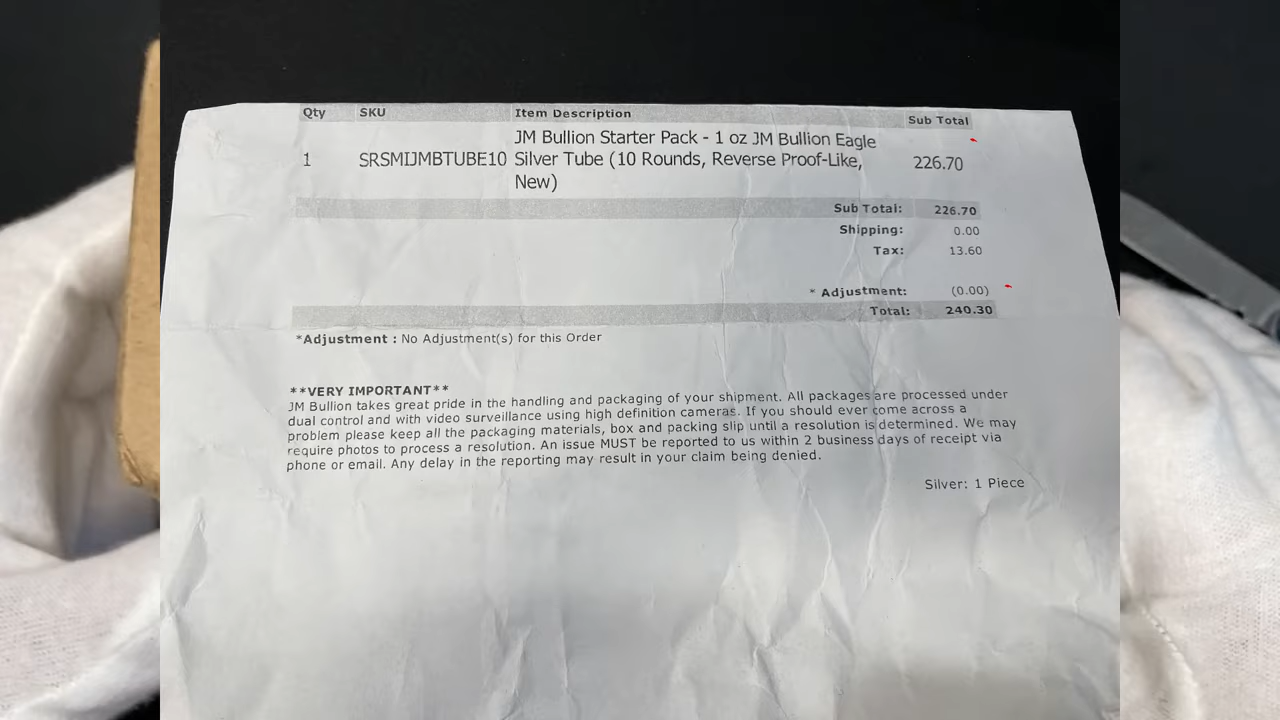 Qty SKU Item Description Sub Total
JM Bullion Starter Pack - 1 oz JM Bullion Eagle
1 SRSMIJMBTUBE10 Silver Tube (10 Rounds, Reverse Proof-Like, 226.70
New)
Sub Total: 226.70
Shipping: 0.00
Tax: 13.60
* Adjustment: (0.00)
Total: 240.30
*Adjustment : No Adjustment(s) for this Order
**VERY IMPORTANT**
JM Bullion takes great pride in the handling and packaging of your shipment. All packages are processed under
dual control and with video surveillance using high definition cameras. If you should ever come across a
problem please keep all the packaging materials, box and packing slip until a resolution is determined. We may
require photos to process a resolution. An issue MUST be reported to us within 2 business days of receipt via
phone or email. Any delay in the reporting may result in your claim being denied.
Silver: 1 Piece